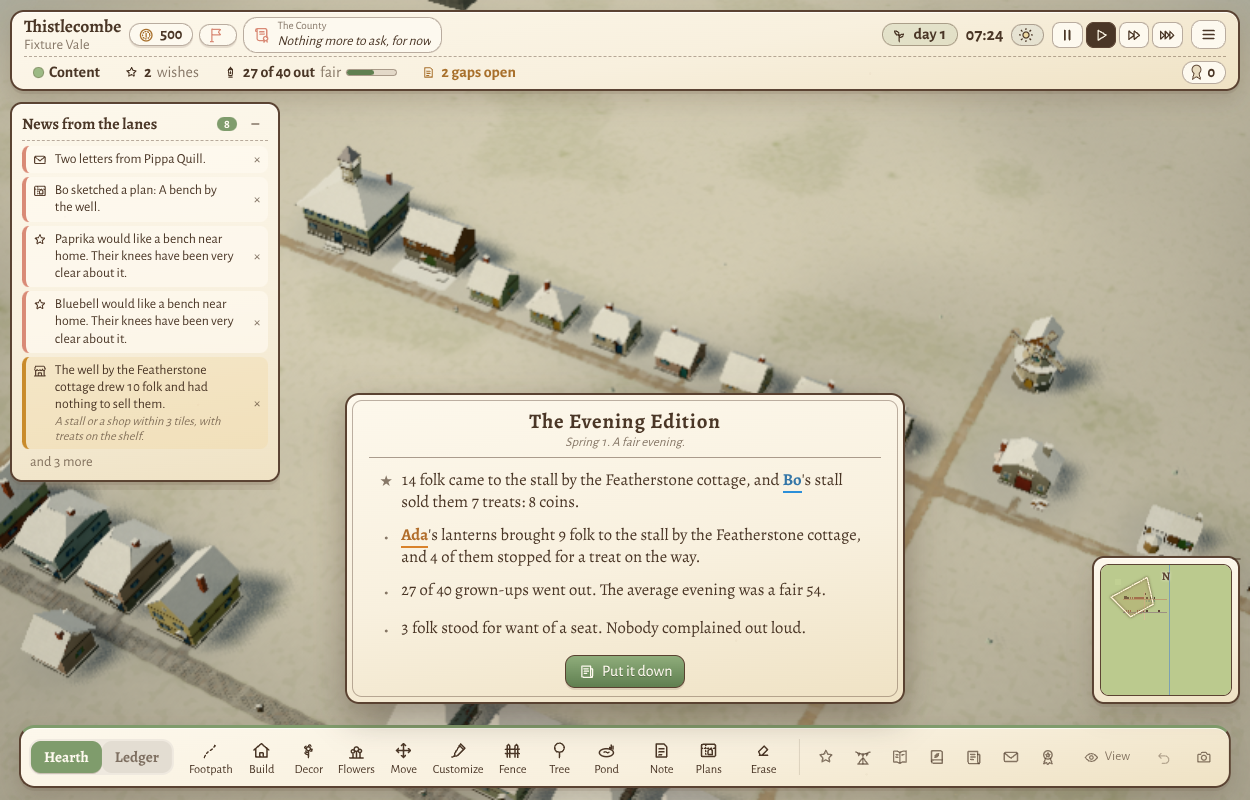 Thistlecombe
Fixture Vale
500
The County
Nothing more to ask, for now
day 1
07:24
Content
2 wishes
27 of 40 out fair
2 gaps open
0
News from the lanes
8
Two letters from Pippa Quill.
Bo sketched a plan: A bench by
the well.
Paprika would like a bench near
home. Their knees have been very
clear about it.
Bluebell would like a bench near
home. Their knees have been very
clear about it.
The well by the Featherstone
cottage drew 10 folk and had
nothing to sell them.
A stall or a shop within 3 tiles, with
treats on the shelf.
and 3 more
The Evening Edition
Spring 1. A fair evening.
14 folk came to the stall by the Featherstone cottage, and Bo's stall
sold them 7 treats: 8 coins.
Ada's lanterns brought 9 folk to the stall by the Featherstone cottage,
and 4 of them stopped for a treat on the way.
27 of 40 grown-ups went out. The average evening was a fair 54.
3 folk stood for want of a seat. Nobody complained out loud.
Put it down
N
Hearth
Ledger
Footpath
Build
Decor
Flowers
Move
Customize
Fence
Tree
Pond
Note
Plans
Erase
View